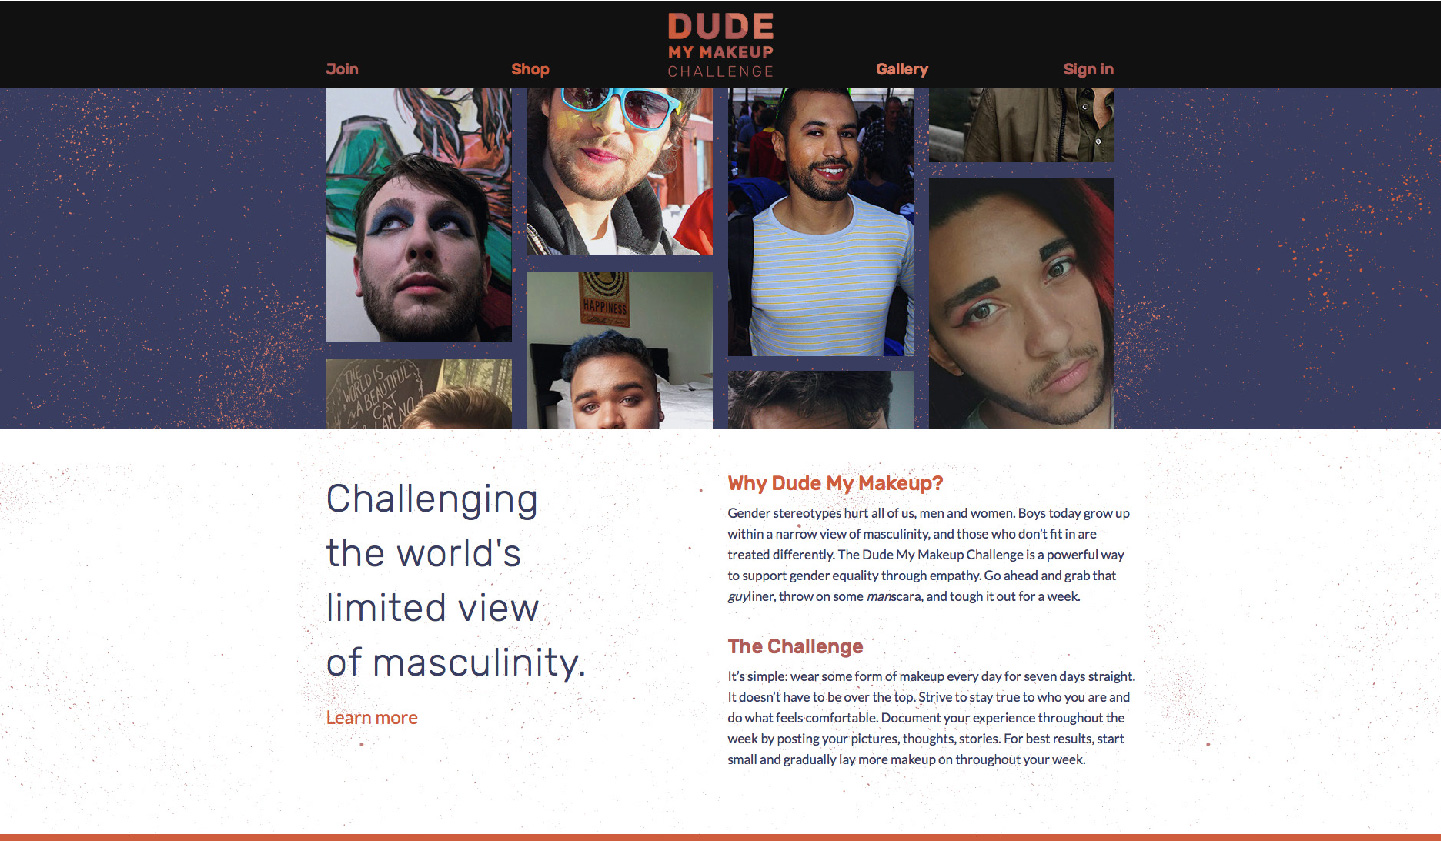 DUDE
MY MAKEUP
CHALLENGE
Join
Shop
Gallery
Sign in
HAPPINESS
THE
WORLD IS
A BEAUTIFUL
CAT
I AM NO
Challenging
the world's
limited view
of masculinity.
Learn more
Why Dude My Makeup?
Gender stereotypes hurt all of us, men and women. Boys today grow up
within a narrow view of masculinity, and those who don't fit in are
treated differently. The Dude My Makeup Challenge is a powerful way
to support gender equality through empathy. Go ahead and grab that
guyliner, throw on some manscara, and tough it out for a week.
The Challenge
It's simple: wear some form of makeup every day for seven days straight.
It doesn't have to be over the top. Strive to stay true to who you are and
do what feels comfortable. Document your experience throughout the
week by posting your pictures, thoughts, stories. For best results, start
small and gradually lay more makeup on throughout your week.